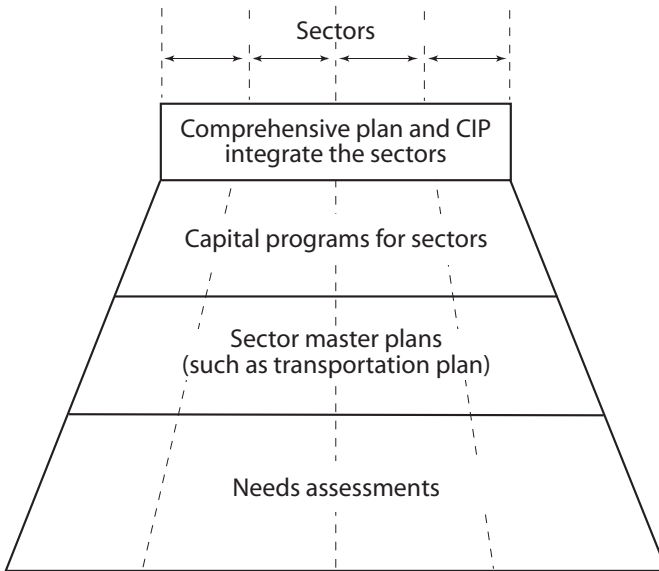 Sectors
Comprehensive plan and CIP
integrate the sectors
Capital programs for sectors
Sector master plans
(such as transportation plan)
Needs assessments